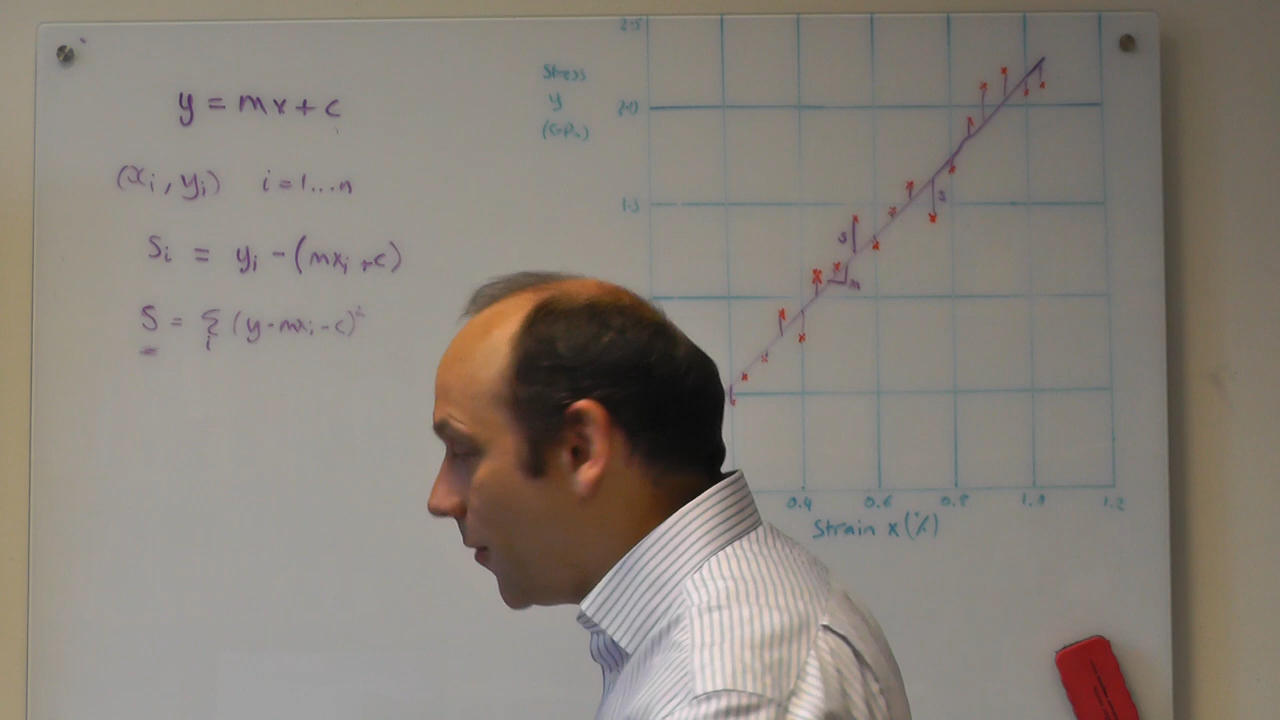 y = mx + c
(xi, yi) i = 1...n
Si = yi - (mxi + c)
S = Σi (y - mxi - c)²
2.5
Stress
y
(GPa)
2.0
1.5
s
s
m
0.4 0.6 0.8 1.0 1.2
Strain x (%)